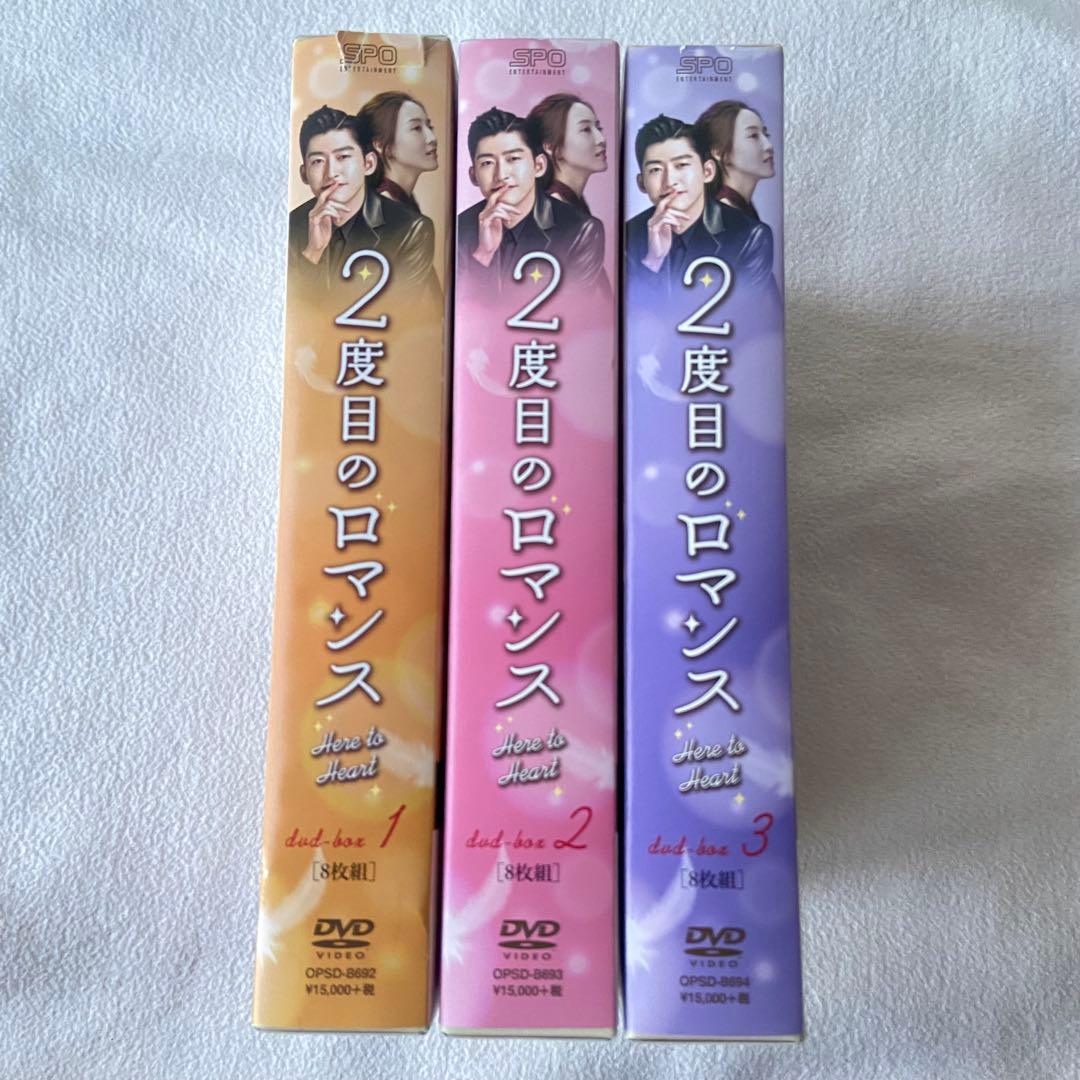 SPO
ENTERTAINMENT
2度目のロマンス
Here to
Heart
dvd-box 1
[8枚組]
DVD
VIDEO
OPSD-B692
¥15,000+税
SPO
ENTERTAINMENT
2度目のロマンス
Here to
Heart
dvd-box 2
[8枚組]
DVD
VIDEO
OPSD-B693
¥15,000+税
SPO
ENTERTAINMENT
2度目のロマンス
Here to
Heart
dvd-box 3
[8枚組]
DVD
VIDEO
OPSD-B694
¥15,000+税